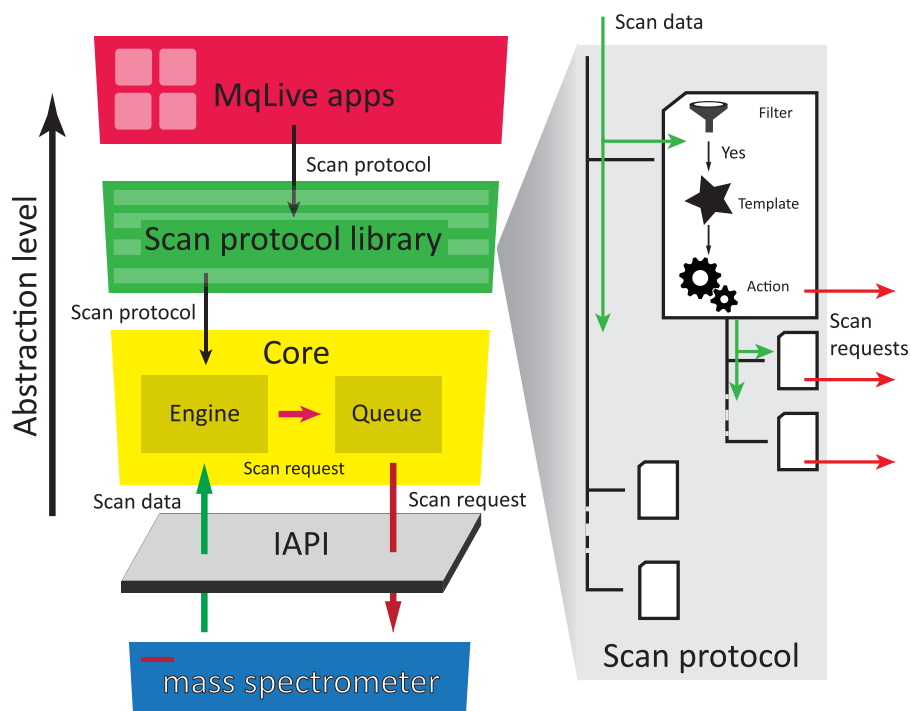 Scan data
MqLive apps
Filter
Scan protocol
Yes
Abstraction level
Template
Scan protocol library
Action
Scan protocol
Scan
requests
Core
Engine
Queue
Scan request
Scan data
Scan request
IAPI
Scan protocol
mass spectrometer